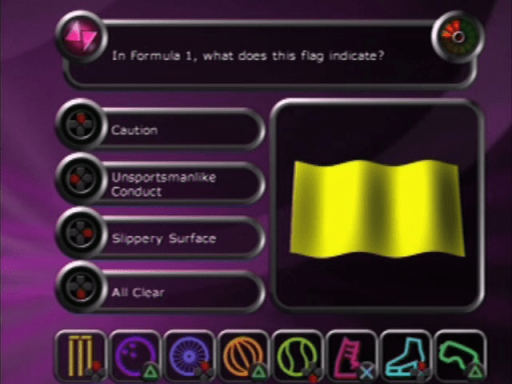 In Formula 1, what does this flag indicate?
Caution
Unsportsmanlike
Conduct
Slippery Surface
All Clear